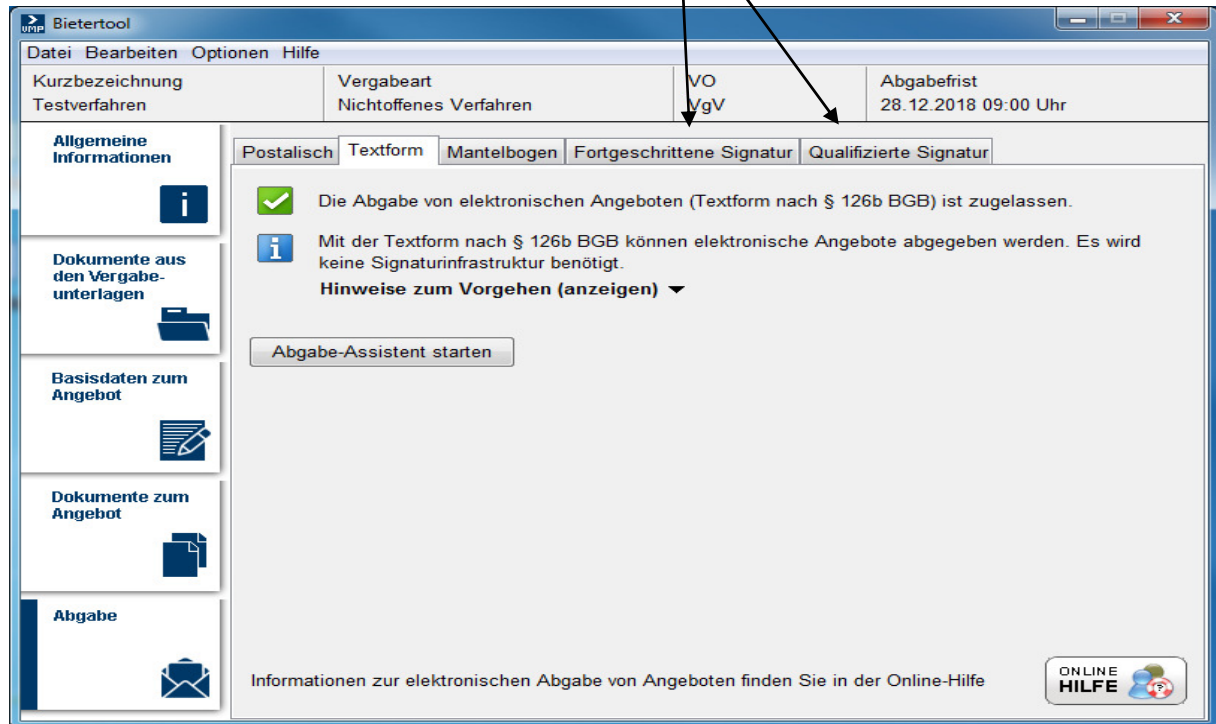 VMP Bietertool
Datei Bearbeiten Optionen Hilfe
Kurzbezeichnung Vergabeart VO Abgabefrist
Testverfahren Nichtoffenes Verfahren VgV 28.12.2018 09:00 Uhr
Allgemeine
Informationen
Postalisch Textform Mantelbogen Fortgeschrittene Signatur Qualifizierte Signatur
Die Abgabe von elektronischen Angeboten (Textform nach § 126b BGB) ist zugelassen.
Mit der Textform nach § 126b BGB können elektronische Angebote abgegeben werden. Es wird
keine Signaturinfrastruktur benötigt.
Hinweise zum Vorgehen (anzeigen)
Abgabe-Assistent starten
Dokumente aus
den Vergabe-
unterlagen
Basisdaten zum
Angebot
Dokumente zum
Angebot
Abgabe
Informationen zur elektronischen Abgabe von Angeboten finden Sie in der Online-Hilfe
ONLINE
HILFE